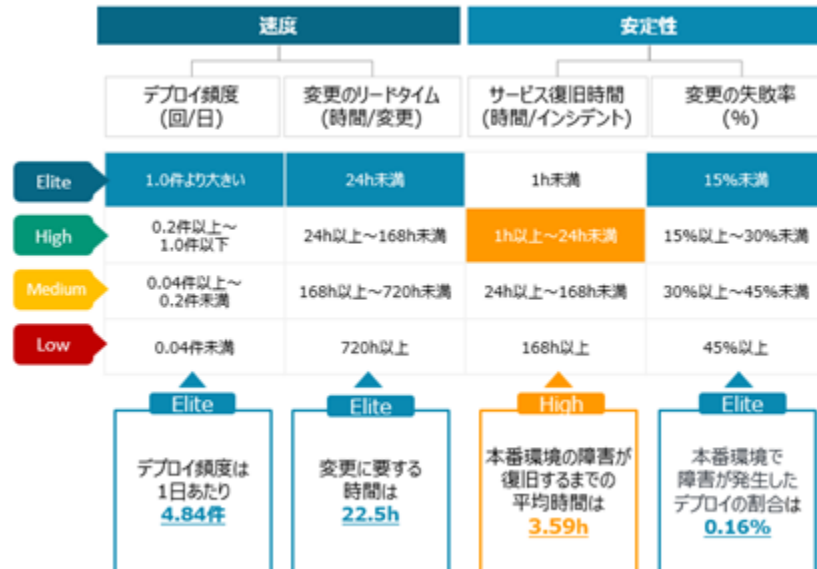 速度
安定性
デプロイ頻度
(回/日)
変更のリードタイム
(時間/変更)
サービス復旧時間
(時間/インシデント)
変更の失敗率
(%)
Elite
1.0件より大きい
24h未満
1h未満
15%未満
High
0.2件以上～
1.0件以下
24h以上～168h未満
1h以上～24h未満
15%以上～30%未満
Medium
0.04件以上～
0.2件未満
168h以上～720h未満
24h以上～168h未満
30%以上～45%未満
Low
0.04件未満
720h以上
168h以上
45%以上
Elite
デプロイ頻度は
1日あたり
4.84件
Elite
変更に要する
時間は
22.5h
High
本番環境の障害が
復旧するまでの
平均時間は
3.59h
Elite
本番環境で
障害が発生した
デプロイの割合は
0.16%